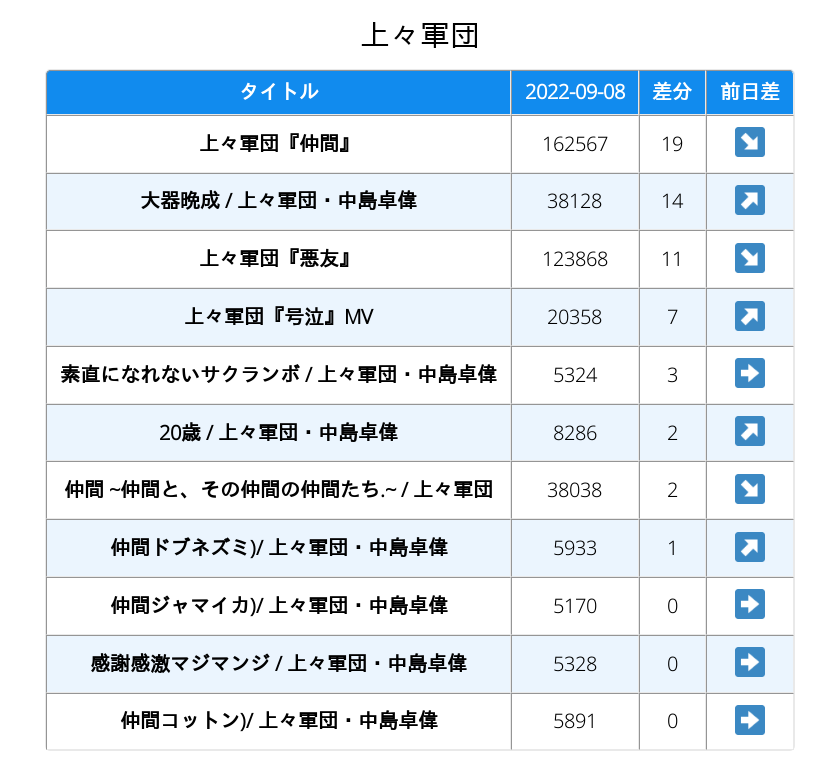 上々軍団
タイトル 2022-09-08 差分 前日差
上々軍団『仲間』 162567 19 ↘
大器晩成 / 上々軍団・中島卓偉 38128 14 ↗
上々軍団『悪友』 123868 11 ↘
上々軍団『号泣』MV 20358 7 ↗
素直になれないサクランボ / 上々軍団・中島卓偉 5324 3 ➡
20歳 / 上々軍団・中島卓偉 8286 2 ↗
仲間 ~仲間と、その仲間の仲間たち.~ / 上々軍団 38038 2 ↘
仲間ドブネズミ)/ 上々軍団・中島卓偉 5933 1 ↗
仲間ジャマイカ)/ 上々軍団・中島卓偉 5170 0 ➡
感謝感激マジマンジ / 上々軍団・中島卓偉 5328 0 ➡
仲間コットン)/ 上々軍団・中島卓偉 5891 0 ➡